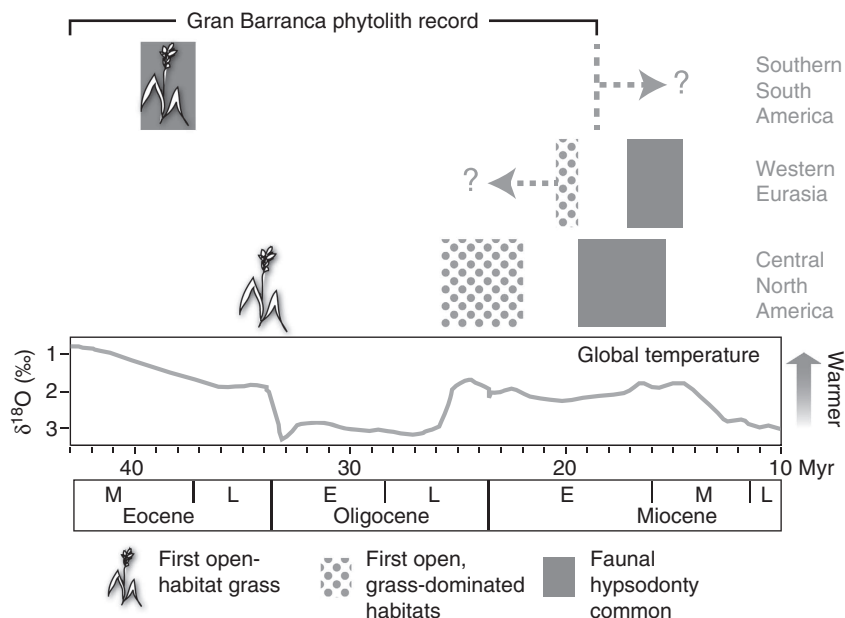 Gran Barranca phytolith record
?
Southern
South
America
?
Western
Eurasia
Central
North
America
Global temperature
1
2
3
δ18O (‰)
Warmer
40
30
20
10 Myr
M
L
E
L
E
M
L
Eocene
Oligocene
Miocene
First open-
habitat grass
First open,
grass-dominated
habitats
Faunal
hypsodonty
common